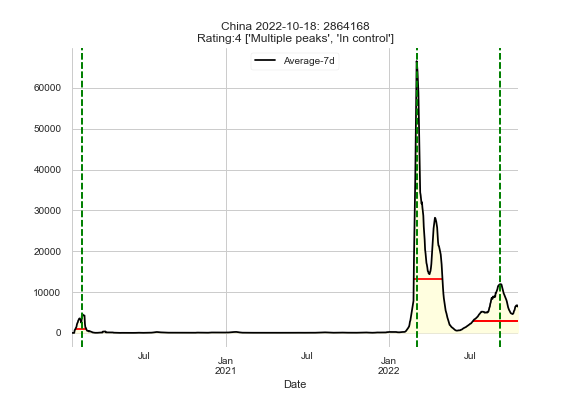 China 2022-10-18: 2864168
Rating:4 ['Multiple peaks', 'In control']
Average-7d
60000
50000
40000
30000
20000
10000
0
Jul
Jan
2021
Jul
Jan
2022
Jul
Date